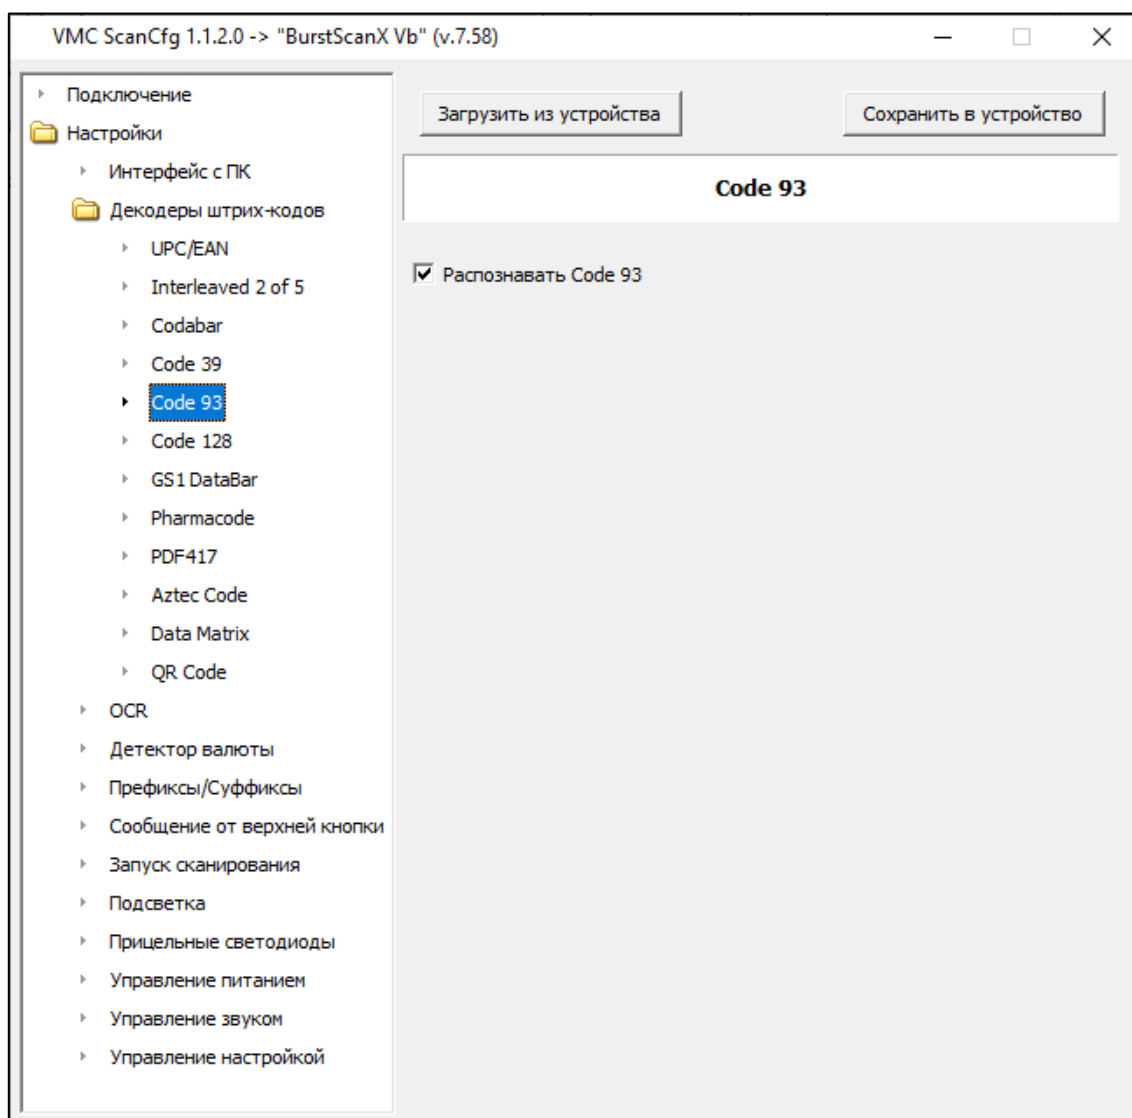 VMC ScanCfg 1.1.2.0 -> "BurstScanX Vb" (v.7.58)
Подключение
Настройки
Интерфейс с ПК
Декодеры штрих-кодов
UPC/EAN
Interleaved 2 of 5
Codabar
Code 39
Code 93
Code 128
GS1 DataBar
Pharmacode
PDF417
Aztec Code
Data Matrix
QR Code
OCR
Детектор валюты
Префиксы/Суффиксы
Сообщение от верхней кнопки
Запуск сканирования
Подсветка
Прицельные светодиоды
Управление питанием
Управление звуком
Управление настройкой
Загрузить из устройства
Сохранить в устройство
Code 93
Распознавать Code 93